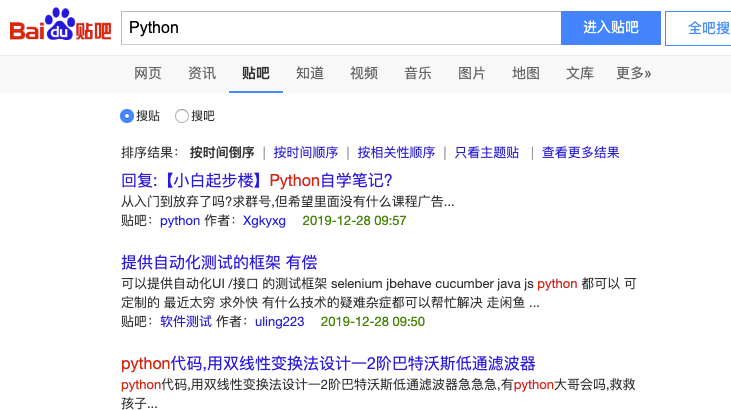 Baidu贴吧 Python 进入贴吧 全吧搜
网页 资讯 贴吧 知道 视频 音乐 图片 地图 文库 更多»
搜贴 搜吧
排序结果: 按时间倒序 | 按时间顺序 | 按相关性顺序 | 只看主题贴 | 查看更多结果
回复:【小白起步楼】Python自学笔记?
从入门到放弃了吗?求群号,但希望里面没有什么课程广告...
贴吧：python 作者：Xgkyxg 2019-12-28 09:57
提供自动化测试的框架 有偿
可以提供自动化UI /接口 的测试框架 selenium jbehave cucumber java js python 都可以 可
定制的 最近太穷 求外快 有什么技术的疑难杂症都可以帮忙解决 走闲鱼 ...
贴吧：软件测试 作者：uling223 2019-12-28 09:50
python代码,用双线性变换法设计一2阶巴特沃斯低通滤波器
python代码,用双线性变换法设计一2阶巴特沃斯低通滤波器急急急,有python大哥会吗,救救
孩子...